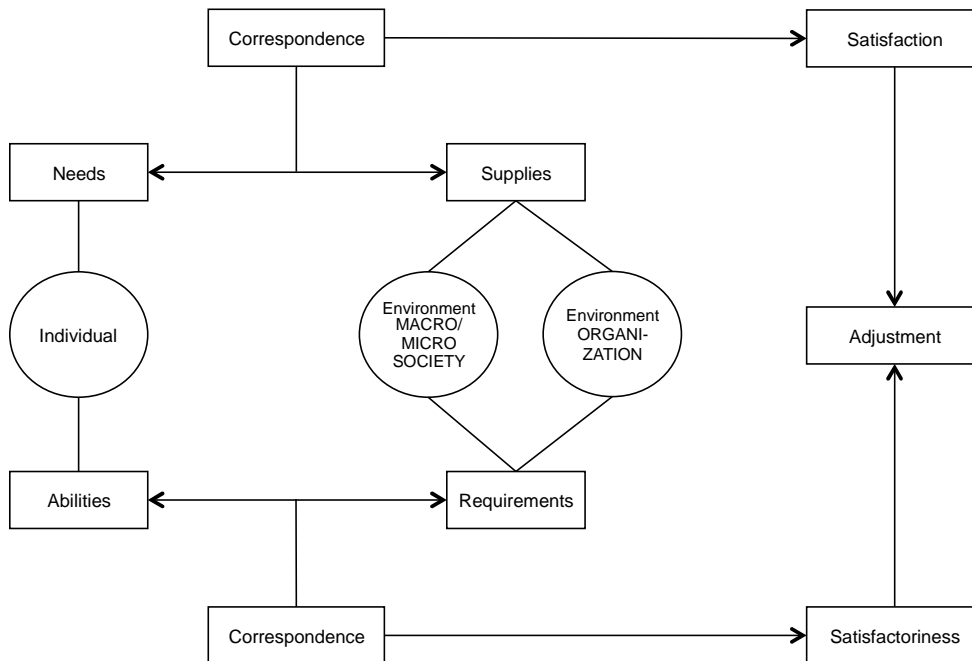 Correspondence
Satisfaction
Needs
Supplies
Individual
Environment
MACRO/
MICRO
SOCIETY
Environment
ORGANI-
ZATION
Adjustment
Abilities
Requirements
Correspondence
Satisfactoriness